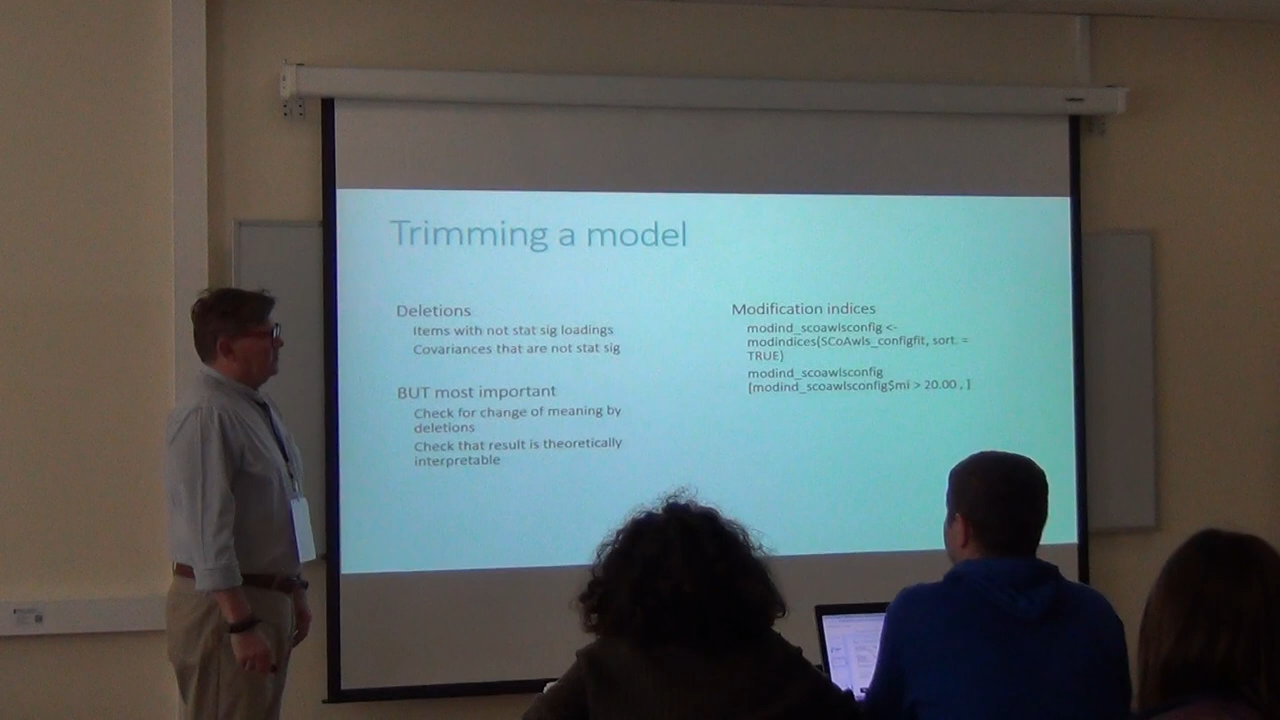 Trimming a model
Deletions
Items with not stat sig loadings
Covariances that are not stat sig
BUT most important
Check for change of meaning by
deletions
Check that result is theoretically
interpretable
Modification indices
modind_scoawlsconfig <-
modindices(SCoAwls_configfit, sort. =
TRUE)
modind_scoawlsconfig
[modind_scoawlsconfig$mi > 20.00 , ]